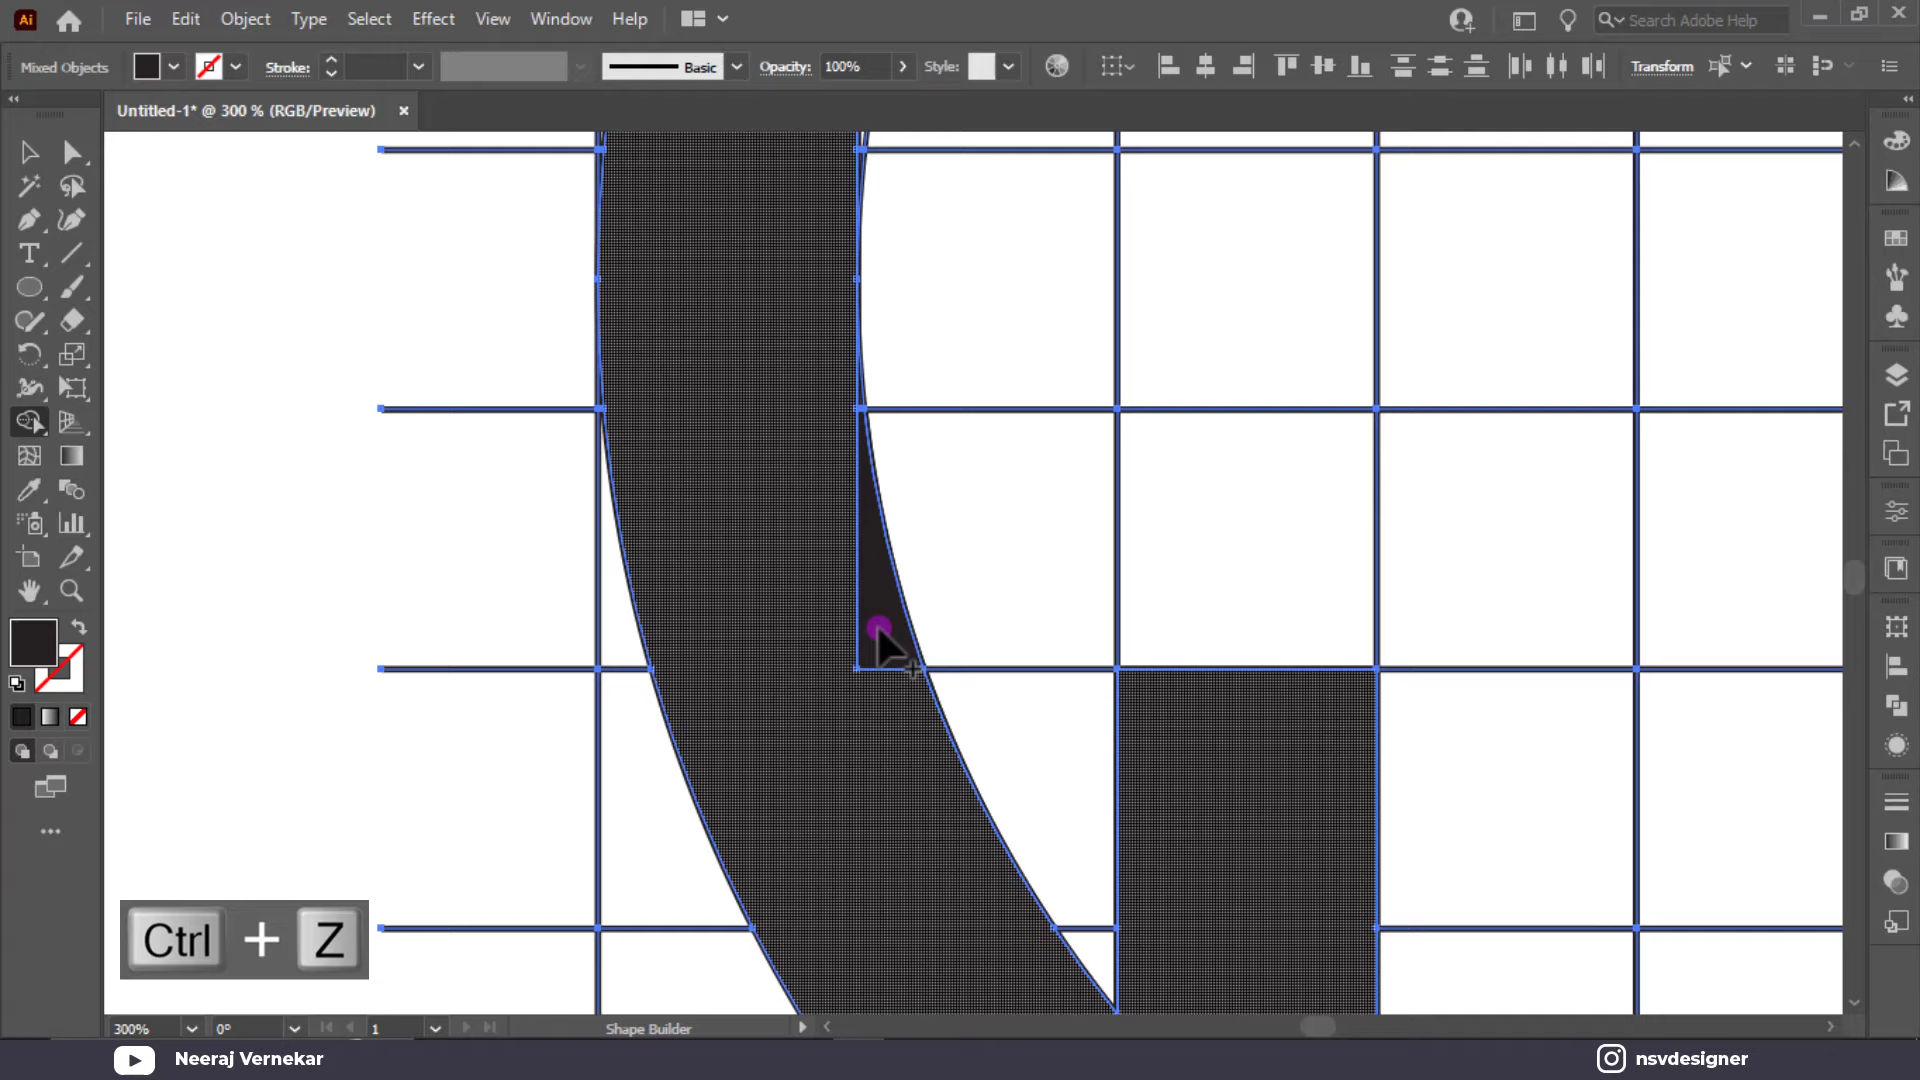 Ai File Edit Object Type Select Effect View Window Help Search Adobe Help
Mixed Objects Stroke: Basic Opacity: 100% Style: Transform
Untitled-1* @ 300 % (RGB/Preview) ×
T
Ctrl + Z
300% 0° 1 Shape Builder
Neeraj Vernekar nsvdesigner